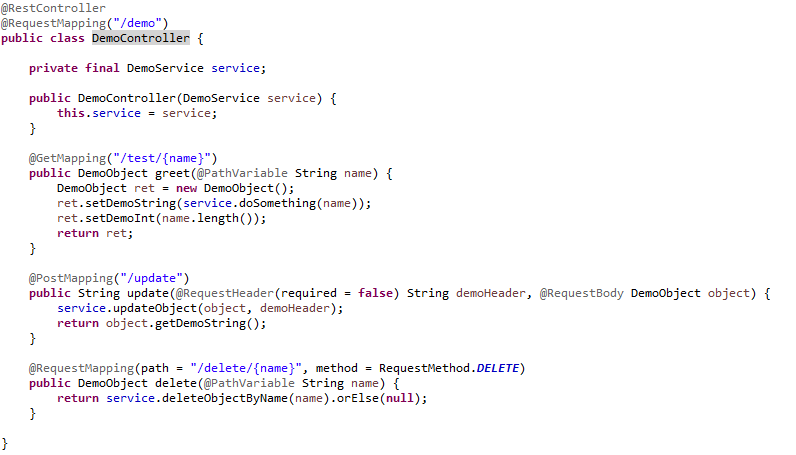 @RestController
@RequestMapping("/demo")
public class DemoController {
private final DemoService service;
public DemoController(DemoService service) {
this.service = service;
}
@GetMapping("/test/{name}")
public DemoObject greet(@PathVariable String name) {
DemoObject ret = new DemoObject();
ret.setDemoString(service.doSomething(name));
ret.setDemoInt(name.length());
return ret;
}
@PostMapping("/update")
public String update(@RequestHeader(required = false) String demoHeader, @RequestBody DemoObject object) {
service.updateObject(object, demoHeader);
return object.getDemoString();
}
@RequestMapping(path = "/delete/{name}", method = RequestMethod.DELETE)
public DemoObject delete(@PathVariable String name) {
return service.deleteObjectByName(name).orElse(null);
}
}